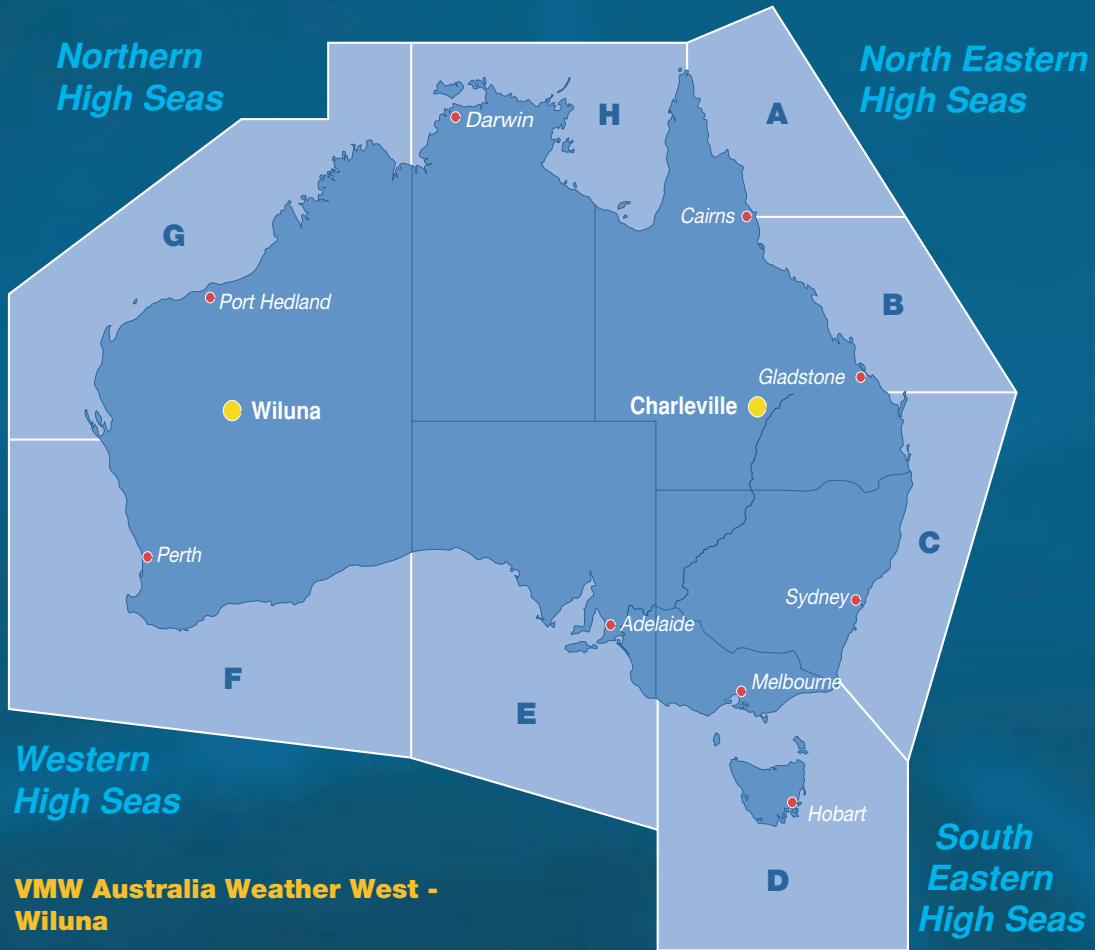 Northern
High Seas
North Eastern
High Seas
H
A
Darwin
Cairns
G
Port Hedland
B
Gladstone
Wiluna
Charleville
C
Perth
Sydney
Adelaide
F
Melbourne
E
Western
High Seas
Hobart
South
Eastern
High Seas
D
VMW Australia Weather West -
Wiluna